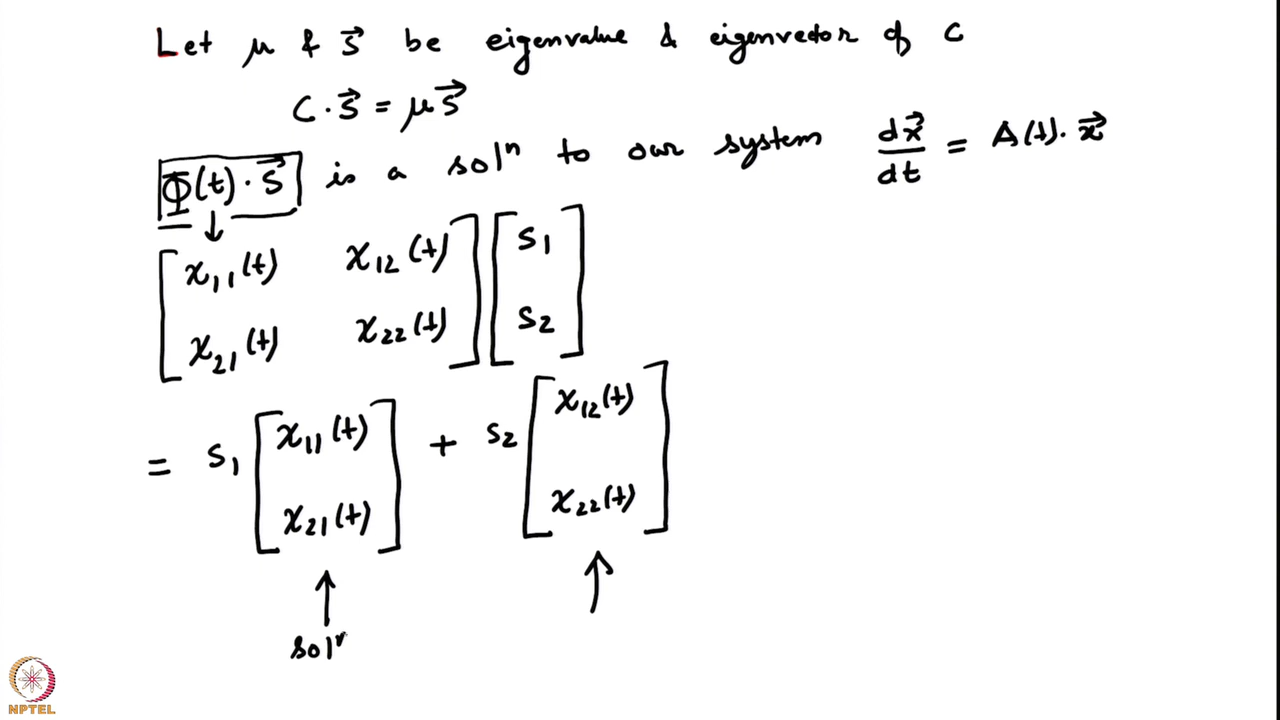 Let μ & s⃗ be eigenvalue & eigenvector of C
C · s⃗ = μ s⃗
Φ(t) · s⃗ is a solⁿ to our system dx⃗/dt = A(t) · x⃗
[ x₁₁(t) x₁₂(t) ] [ s₁ ]
[ x₂₁(t) x₂₂(t) ] [ s₂ ]
= s₁ [ x₁₁(t) ] + s₂ [ x₁₂(t) ]
[ x₂₁(t) ] [ x₂₂(t) ]
solⁿ
NPTEL